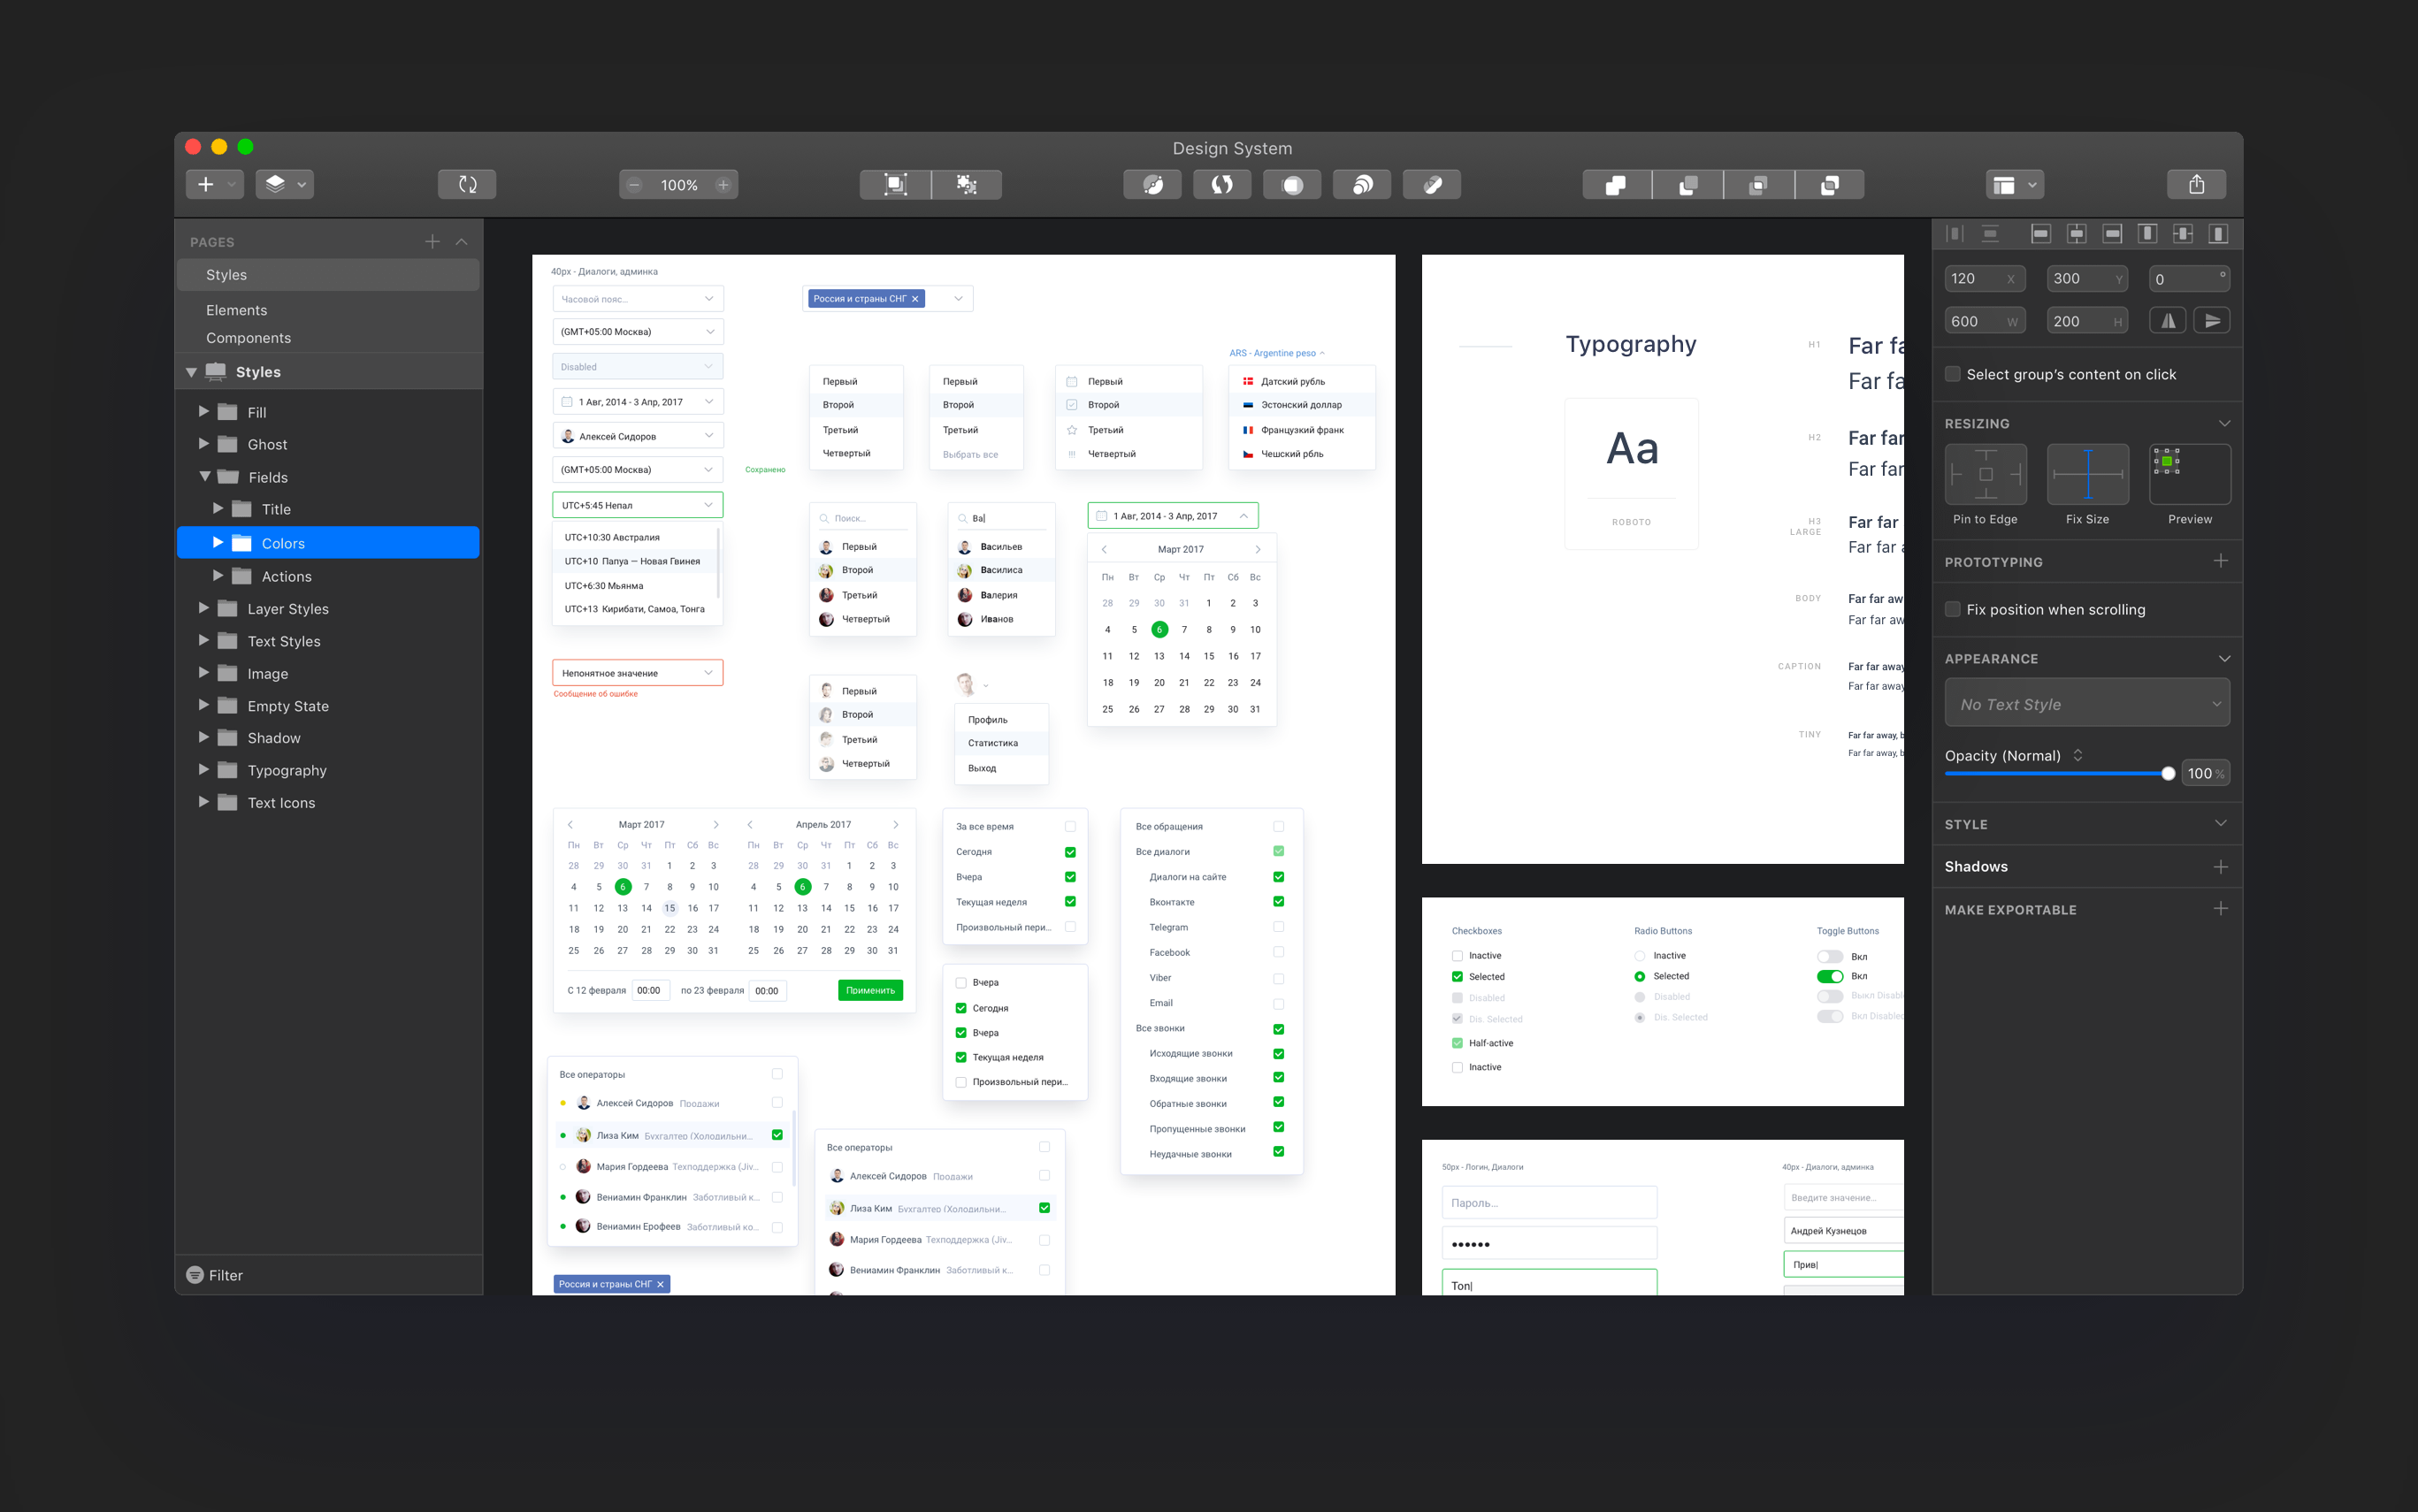 Design System
100%
PAGES
Styles
Elements
Components
Styles
Fill
Ghost
Fields
Title
Colors
Actions
Layer Styles
Text Styles
Image
Empty State
Shadow
Typography
Text Icons
Filter
40px - Диалоги, админка
Часовой пояс...
(GMT+05:00 Москва)
Disabled
1 Авг, 2014 - 3 Апр, 2017
Алексей Сидоров
(GMT+05:00 Москва)
Сохранено
UTC+5:45 Непал
UTC+10:30 Австралия
UTC+10 Папуа — Новая Гвинея
UTC+6:30 Мьянма
UTC+13 Кирибати, Самоа, Тонга
Непонятное значение
Сообщение об ошибке
Россия и страны СНГ
Первый
Второй
Третьий
Четвертый
Первый
Второй
Третьий
Выбрать все
Первый
Второй
Третьий
Четвертый
ARS - Argentine peso
Датский рубль
Эстонский доллар
Французкий франк
Чешский рбль
Поиск...
Первый
Второй
Третьий
Четвертый
Ва
Васильев
Василиса
Валерия
Иванов
1 Авг, 2014 - 3 Апр, 2017
Март 2017
Пн Вт Ср Чт Пт Сб Вс
28 29 30 31 1 2 3
4 5 6 7 8 9 10
11 12 13 14 15 16 17
18 19 20 21 22 23 24
25 26 27 28 29 30 31
Первый
Второй
Третьий
Четвертый
Профиль
Статистика
Выход
Март 2017
Пн Вт Ср Чт Пт Сб Вс
28 29 30 31 1 2 3
4 5 6 7 8 9 10
11 12 13 14 15 16 17
18 19 20 21 22 23 24
25 26 27 28 29 30 31
Апрель 2017
Пн Вт Ср Чт Пт Сб Вс
28 29 30 31 1 2 3
4 5 6 7 8 9 10
11 12 13 14 15 16 17
18 19 20 21 22 23 24
25 26 27 28 29 30 31
С 12 февраля 00:00 по 23 февраля 00:00 Применить
За все время
Сегодня
Вчера
Текущая неделя
Произвольный пери...
Вчера
Сегодня
Вчера
Текущая неделя
Произвольный пери...
Все обращения
Все диалоги
Диалоги на сайте
Вконтакте
Telegram
Facebook
Viber
Email
Все звонки
Исходящие звонки
Входящие звонки
Обратные звонки
Пропущенные звонки
Неудачные звонки
Все операторы
Алексей Сидоров Продажи
Лиза Ким Бухгалтер (Холодильни...
Мария Гордеева Техподдержка (Jiv...
Вениамин Франклин Заботливый к...
Вениамин Ерофеев Заботливый ко...
Россия и страны СНГ
Все операторы
Алексей Сидоров Продажи
Лиза Ким Бухгалтер (Холодильни...
Мария Гордеева Техподдержка (Jiv...
Вениамин Франклин Заботливый к...
Typography
Aa
ROBOTO
H1
Far fa
Far fa
H2
Far far
Far far
H3
LARGE
Far far
Far far a
BODY
Far far aw
Far far aw
CAPTION
Far far away
Far far away
TINY
Far far away, b
Far far away, b
Checkboxes
Inactive
Selected
Disabled
Dis. Selected
Half-active
Inactive
Radio Buttons
Inactive
Selected
Disabled
Dis. Selected
Toggle Buttons
Вкл
Вкл
Выкл Disabl
Вкл Disabled
50px - Логин, Диалоги
Пароль...
Топ
40px - Диалоги, админка
Введите значение...
Андрей Кузнецов
Прив
120 X
300 Y
0 °
600 W
200 H
Select group's content on click
RESIZING
Pin to Edge
Fix Size
Preview
PROTOTYPING
Fix position when scrolling
APPEARANCE
No Text Style
Opacity (Normal)
100 %
STYLE
Shadows
MAKE EXPORTABLE